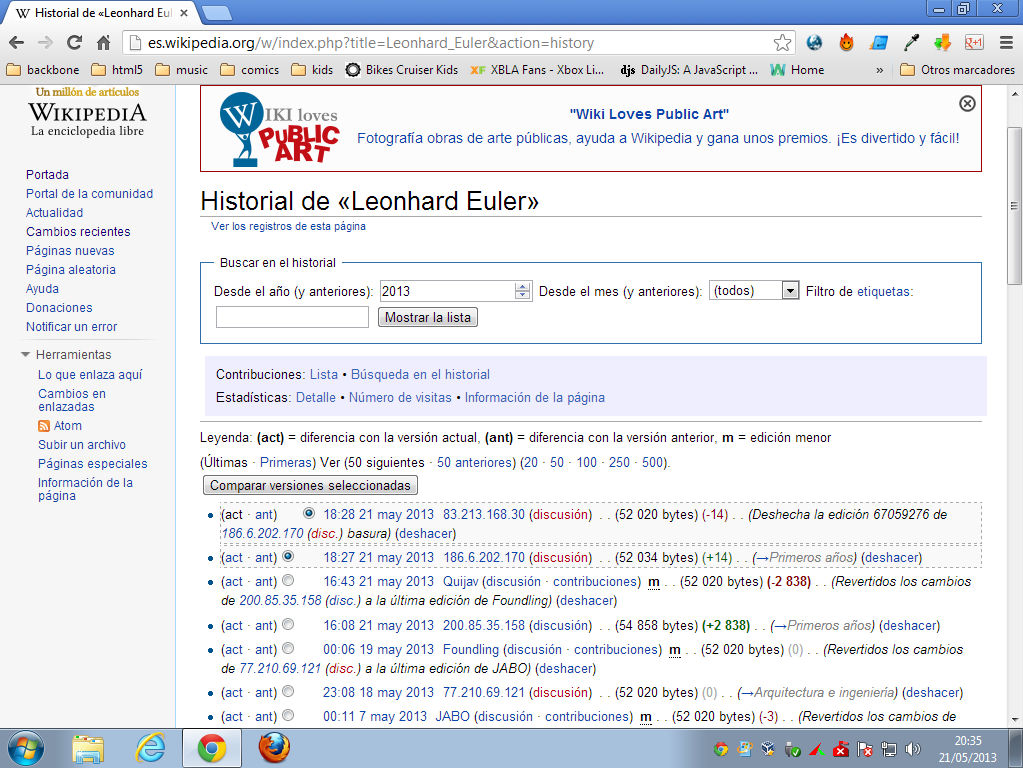 Historial de «Leonhard Eul
es.wikipedia.org/w/index.php?title=Leonhard_Euler&action=history
backbone html5 music comics kids Bikes Cruiser Kids XBLA Fans - Xbox Li... DailyJS: A JavaScript ... Home » Otros marcadores
Un millón de artículos
WIKIPEDIA
La enciclopedia libre
WIKI loves
PUBLIC
ART
"Wiki Loves Public Art"
Fotografía obras de arte públicas, ayuda a Wikipedia y gana unos premios. ¡Es divertido y fácil!
Portada
Portal de la comunidad
Actualidad
Cambios recientes
Páginas nuevas
Página aleatoria
Ayuda
Donaciones
Notificar un error
Herramientas
Lo que enlaza aquí
Cambios en
enlazadas
Atom
Subir un archivo
Páginas especiales
Información de la
página
Historial de «Leonhard Euler»
Ver los registros de esta página
Buscar en el historial
Desde el año (y anteriores): 2013 Desde el mes (y anteriores): (todos) Filtro de etiquetas:
Mostrar la lista
Contribuciones: Lista • Búsqueda en el historial
Estadísticas: Detalle • Número de visitas • Información de la página
Leyenda: (act) = diferencia con la versión actual, (ant) = diferencia con la versión anterior, m = edición menor
(Últimas · Primeras) Ver (50 siguientes · 50 anteriores) (20 · 50 · 100 · 250 · 500).
Comparar versiones seleccionadas
(act · ant) 18:28 21 may 2013 83.213.168.30 (discusión) . . (52 020 bytes) (-14) . . (Deshecha la edición 67059276 de
186.6.202.170 (disc.) basura) (deshacer)
(act · ant) 18:27 21 may 2013 186.6.202.170 (discusión) . . (52 034 bytes) (+14) . . (→Primeros años) (deshacer)
(act · ant) 16:43 21 may 2013 Quijav (discusión · contribuciones) m . . (52 020 bytes) (-2 838) . . (Revertidos los cambios
de 200.85.35.158 (disc.) a la última edición de Foundling) (deshacer)
(act · ant) 16:08 21 may 2013 200.85.35.158 (discusión) . . (54 858 bytes) (+2 838) . . (→Primeros años) (deshacer)
(act · ant) 00:06 19 may 2013 Foundling (discusión · contribuciones) m . . (52 020 bytes) (0) . . (Revertidos los cambios
de 77.210.69.121 (disc.) a la última edición de JABO) (deshacer)
(act · ant) 23:08 18 may 2013 77.210.69.121 (discusión) . . (52 020 bytes) (0) . . (→Arquitectura e ingeniería) (deshacer)
(act · ant) 00:11 7 may 2013 JABO (discusión · contribuciones) m . . (52 020 bytes) (-3) . . (Revertidos los cambios de
20:35
21/05/2013